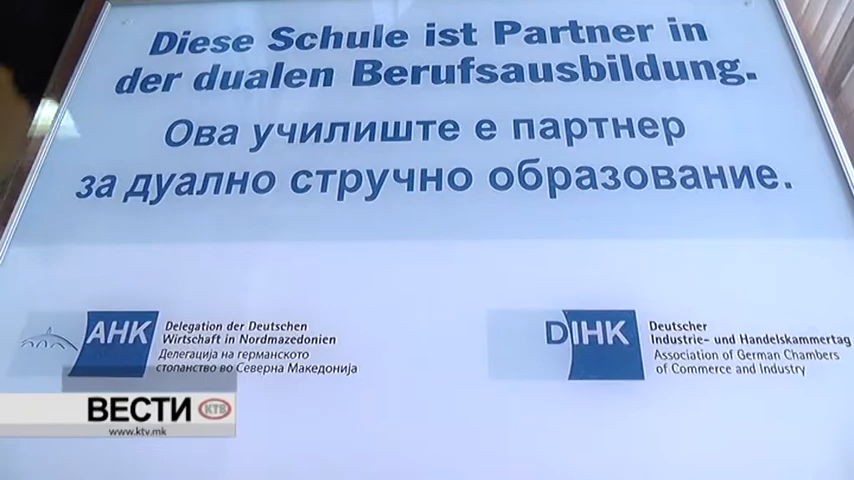 Diese Schule ist Partner in
der dualen Berufsausbildung.
Ова училиште е партнер
за дуално стручно образование.
AHK
Delegation der Deutschen
Wirtschaft in Nordmazedonien
Делегација на германското
стопанство во Северна Македонија
DIHK
Deutscher
Industrie- und Handelskammertag
Association of German Chambers
of Commerce and Industry
ВЕСТИ КТВ
www.ktv.mk